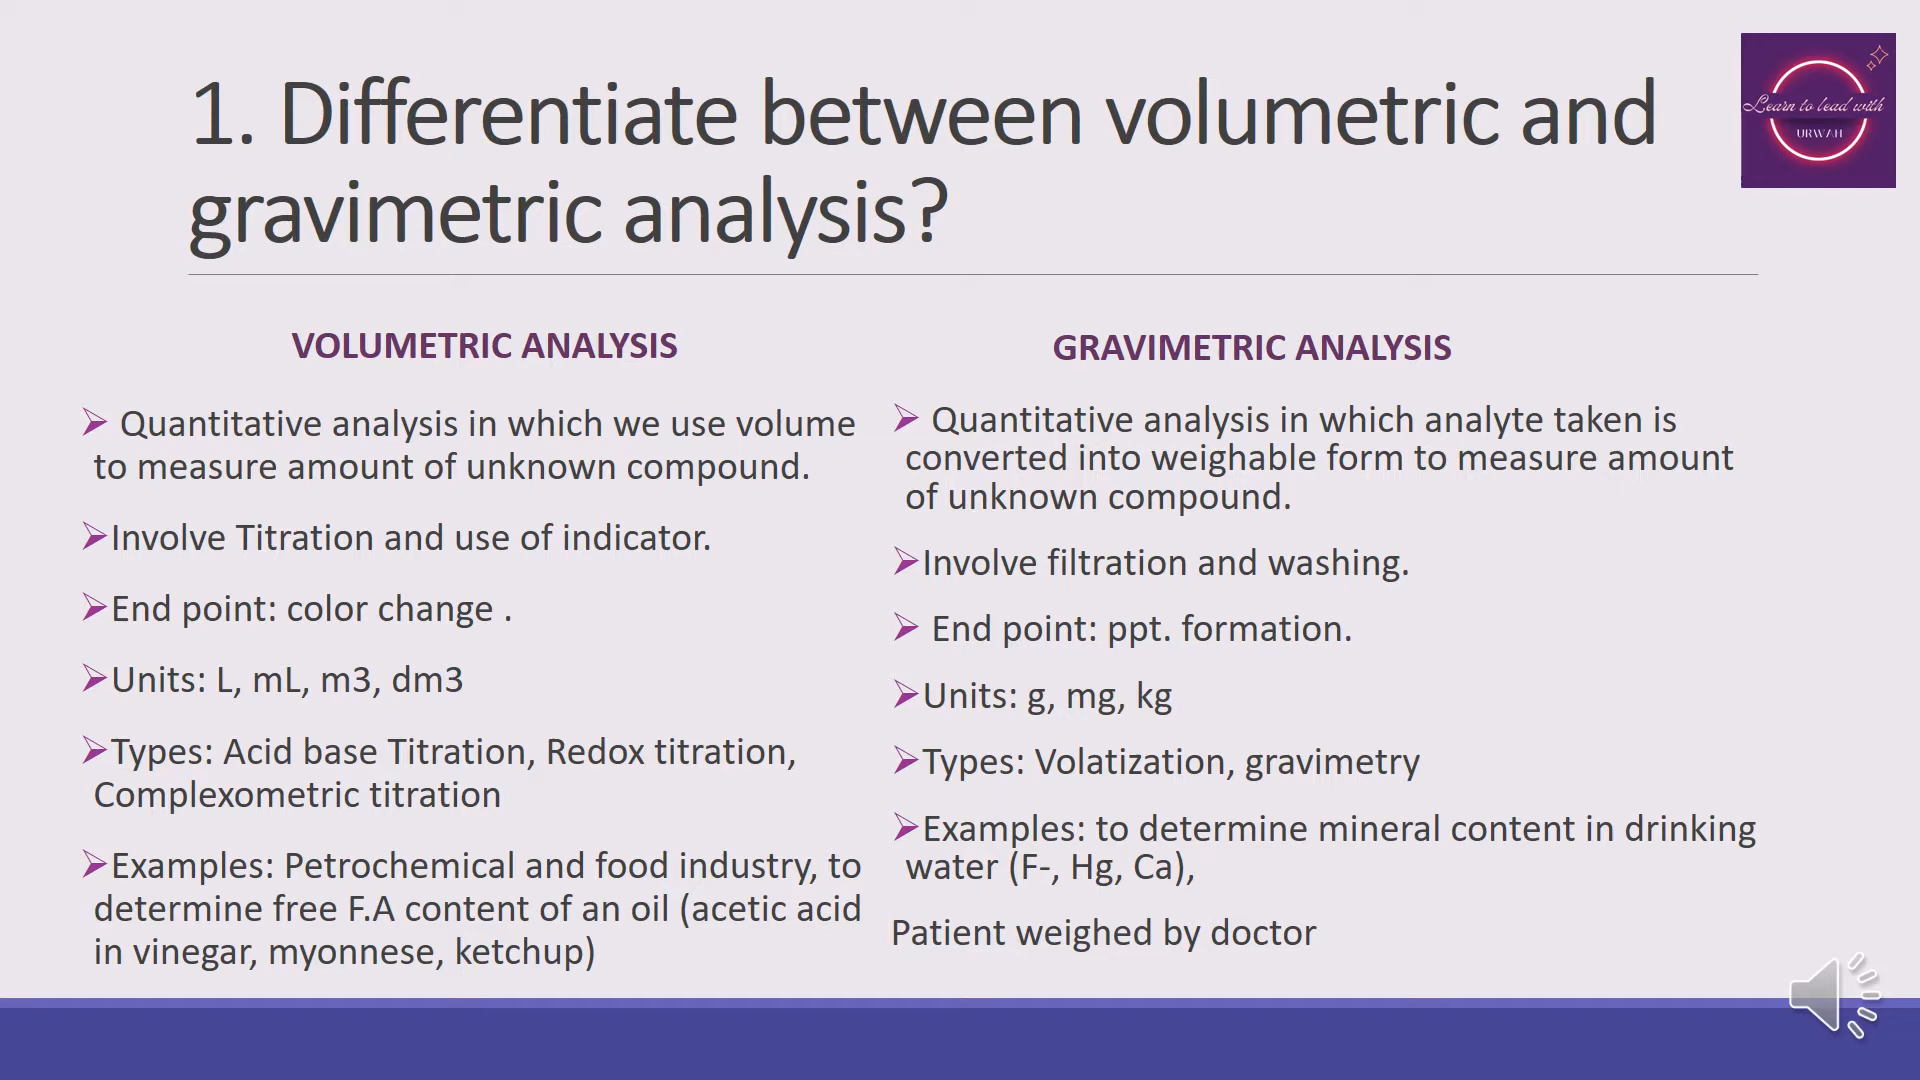 1. Differentiate between volumetric and
gravimetric analysis?
Learn to lead with
URWAH
VOLUMETRIC ANALYSIS
Quantitative analysis in which we use volume
to measure amount of unknown compound.
Involve Titration and use of indicator.
End point: color change .
Units: L, mL, m3, dm3
Types: Acid base Titration, Redox titration,
Complexometric titration
Examples: Petrochemical and food industry, to
determine free F.A content of an oil (acetic acid
in vinegar, myonnese, ketchup)
GRAVIMETRIC ANALYSIS
Quantitative analysis in which analyte taken is
converted into weighable form to measure amount
of unknown compound.
Involve filtration and washing.
End point: ppt. formation.
Units: g, mg, kg
Types: Volatization, gravimetry
Examples: to determine mineral content in drinking
water (F-, Hg, Ca),
Patient weighed by doctor